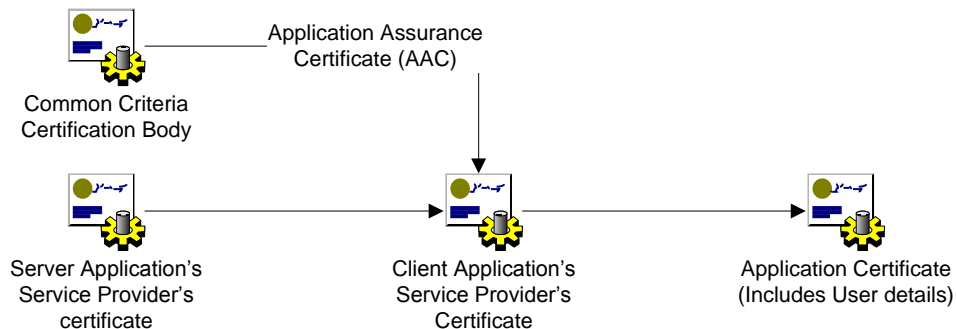 Application Assurance
Certificate (AAC)
Common Criteria
Certification Body
Server Application's
Service Provider's
certificate
Client Application's
Service Provider's
Certificate
Application Certificate
(Includes User details)